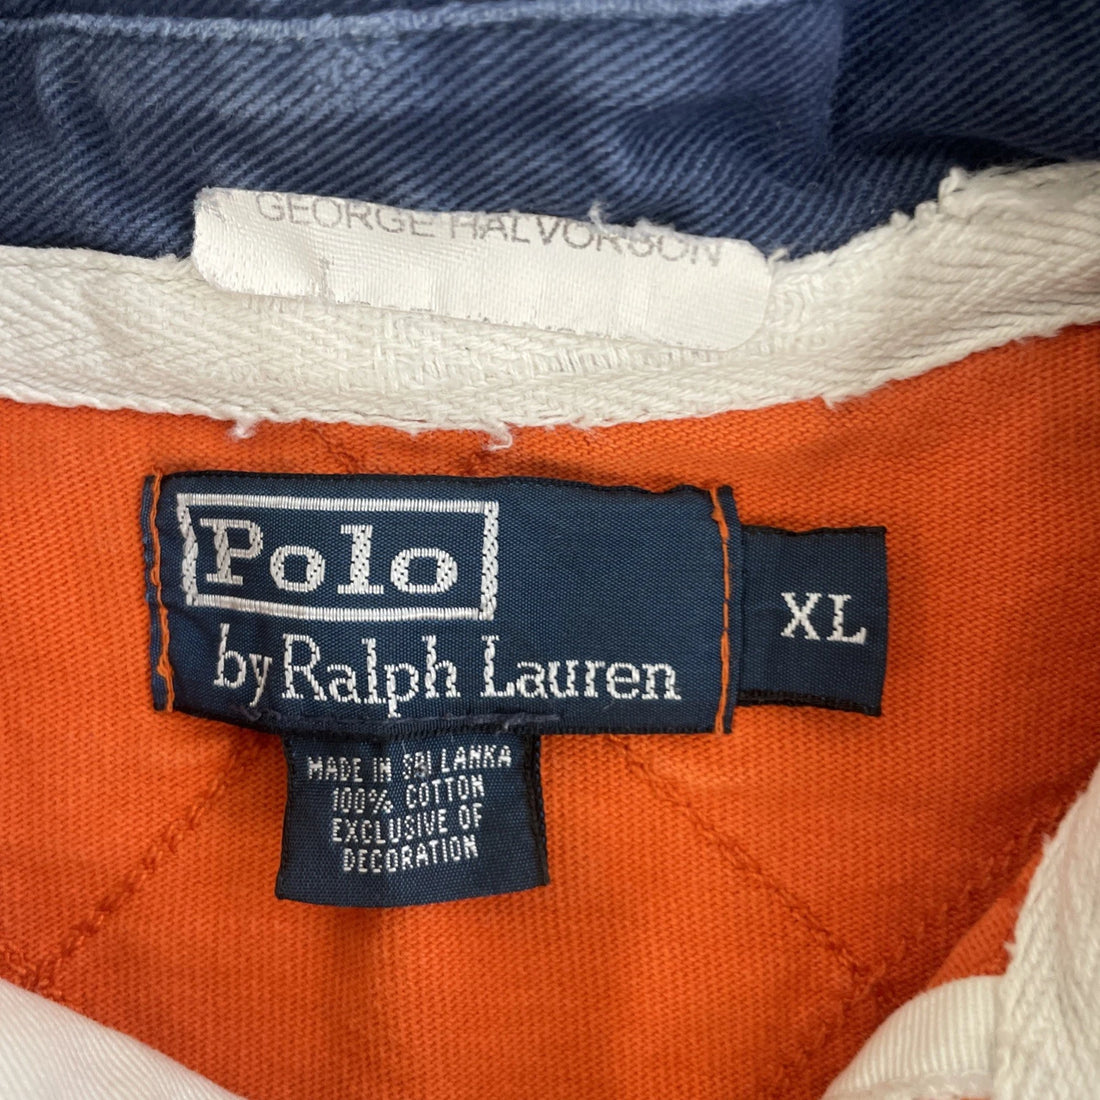 GEORGE HALVORSON
Polo
by Ralph Lauren
XL
MADE IN SRI LANKA
100% COTTON
EXCLUSIVE OF
DECORATION